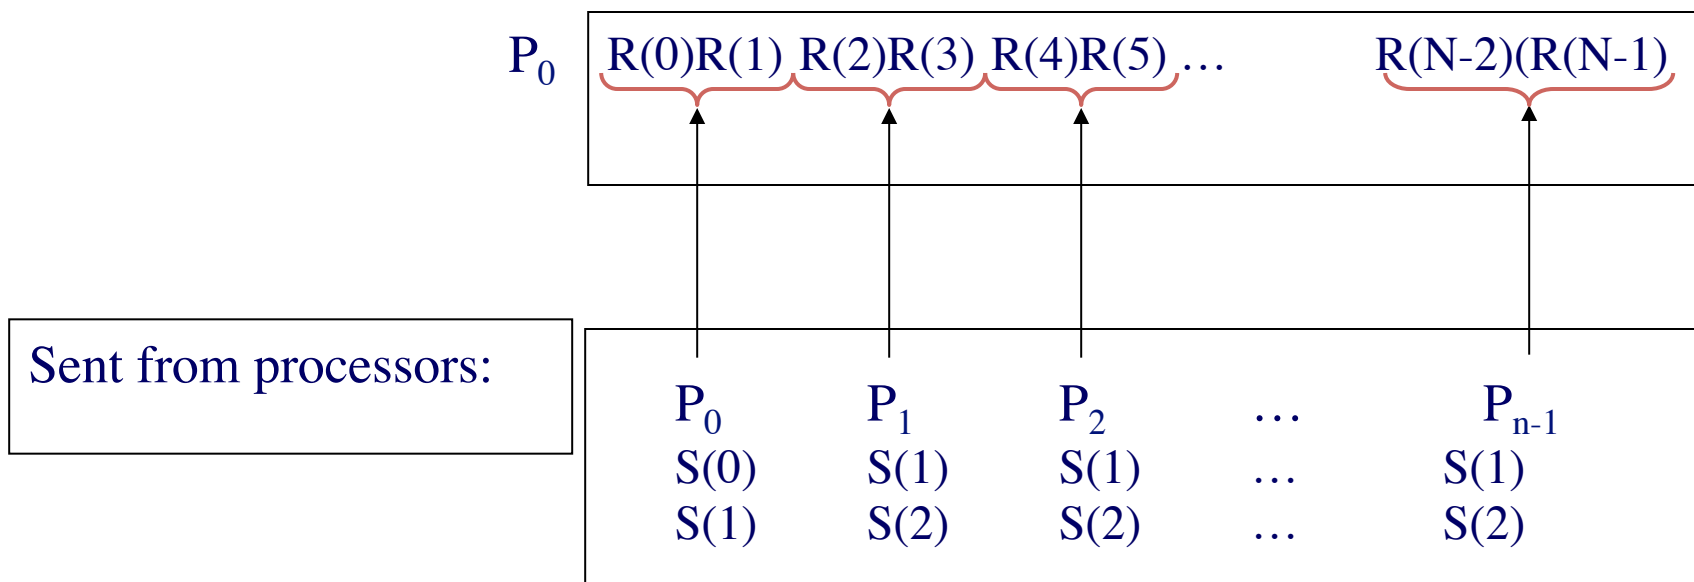 P₀ R(0)R(1) R(2)R(3) R(4)R(5) … R(N-2)(R(N-1)
Sent from processors:
P₀ P₁ P₂ … Pₙ₋₁
S(0) S(1) S(1) … S(1)
S(1) S(2) S(2) … S(2)